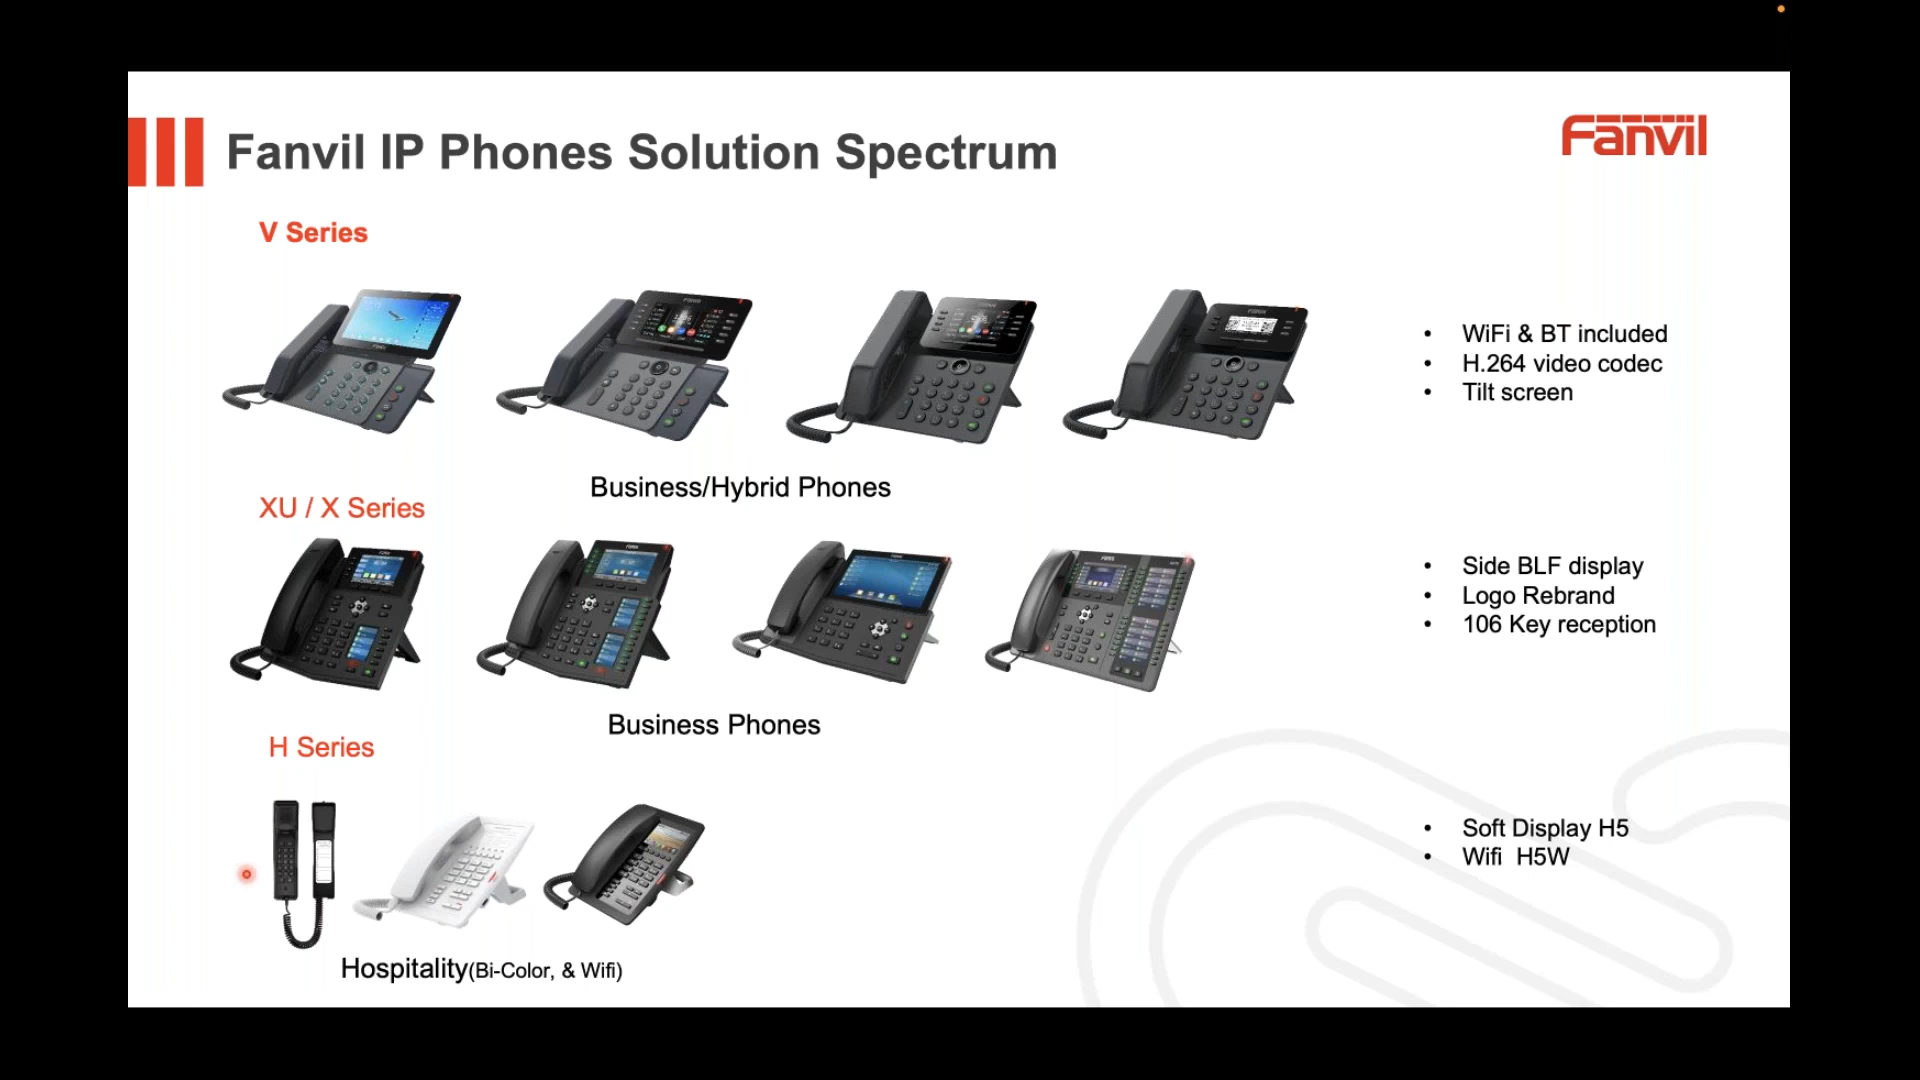 Fanvil IP Phones Solution Spectrum
Fanvil
V Series
• WiFi & BT included
• H.264 video codec
• Tilt screen
Business/Hybrid Phones
XU / X Series
• Side BLF display
• Logo Rebrand
• 106 Key reception
Business Phones
H Series
• Soft Display H5
• Wifi  H5W
Hospitality(Bi-Color, & Wifi)